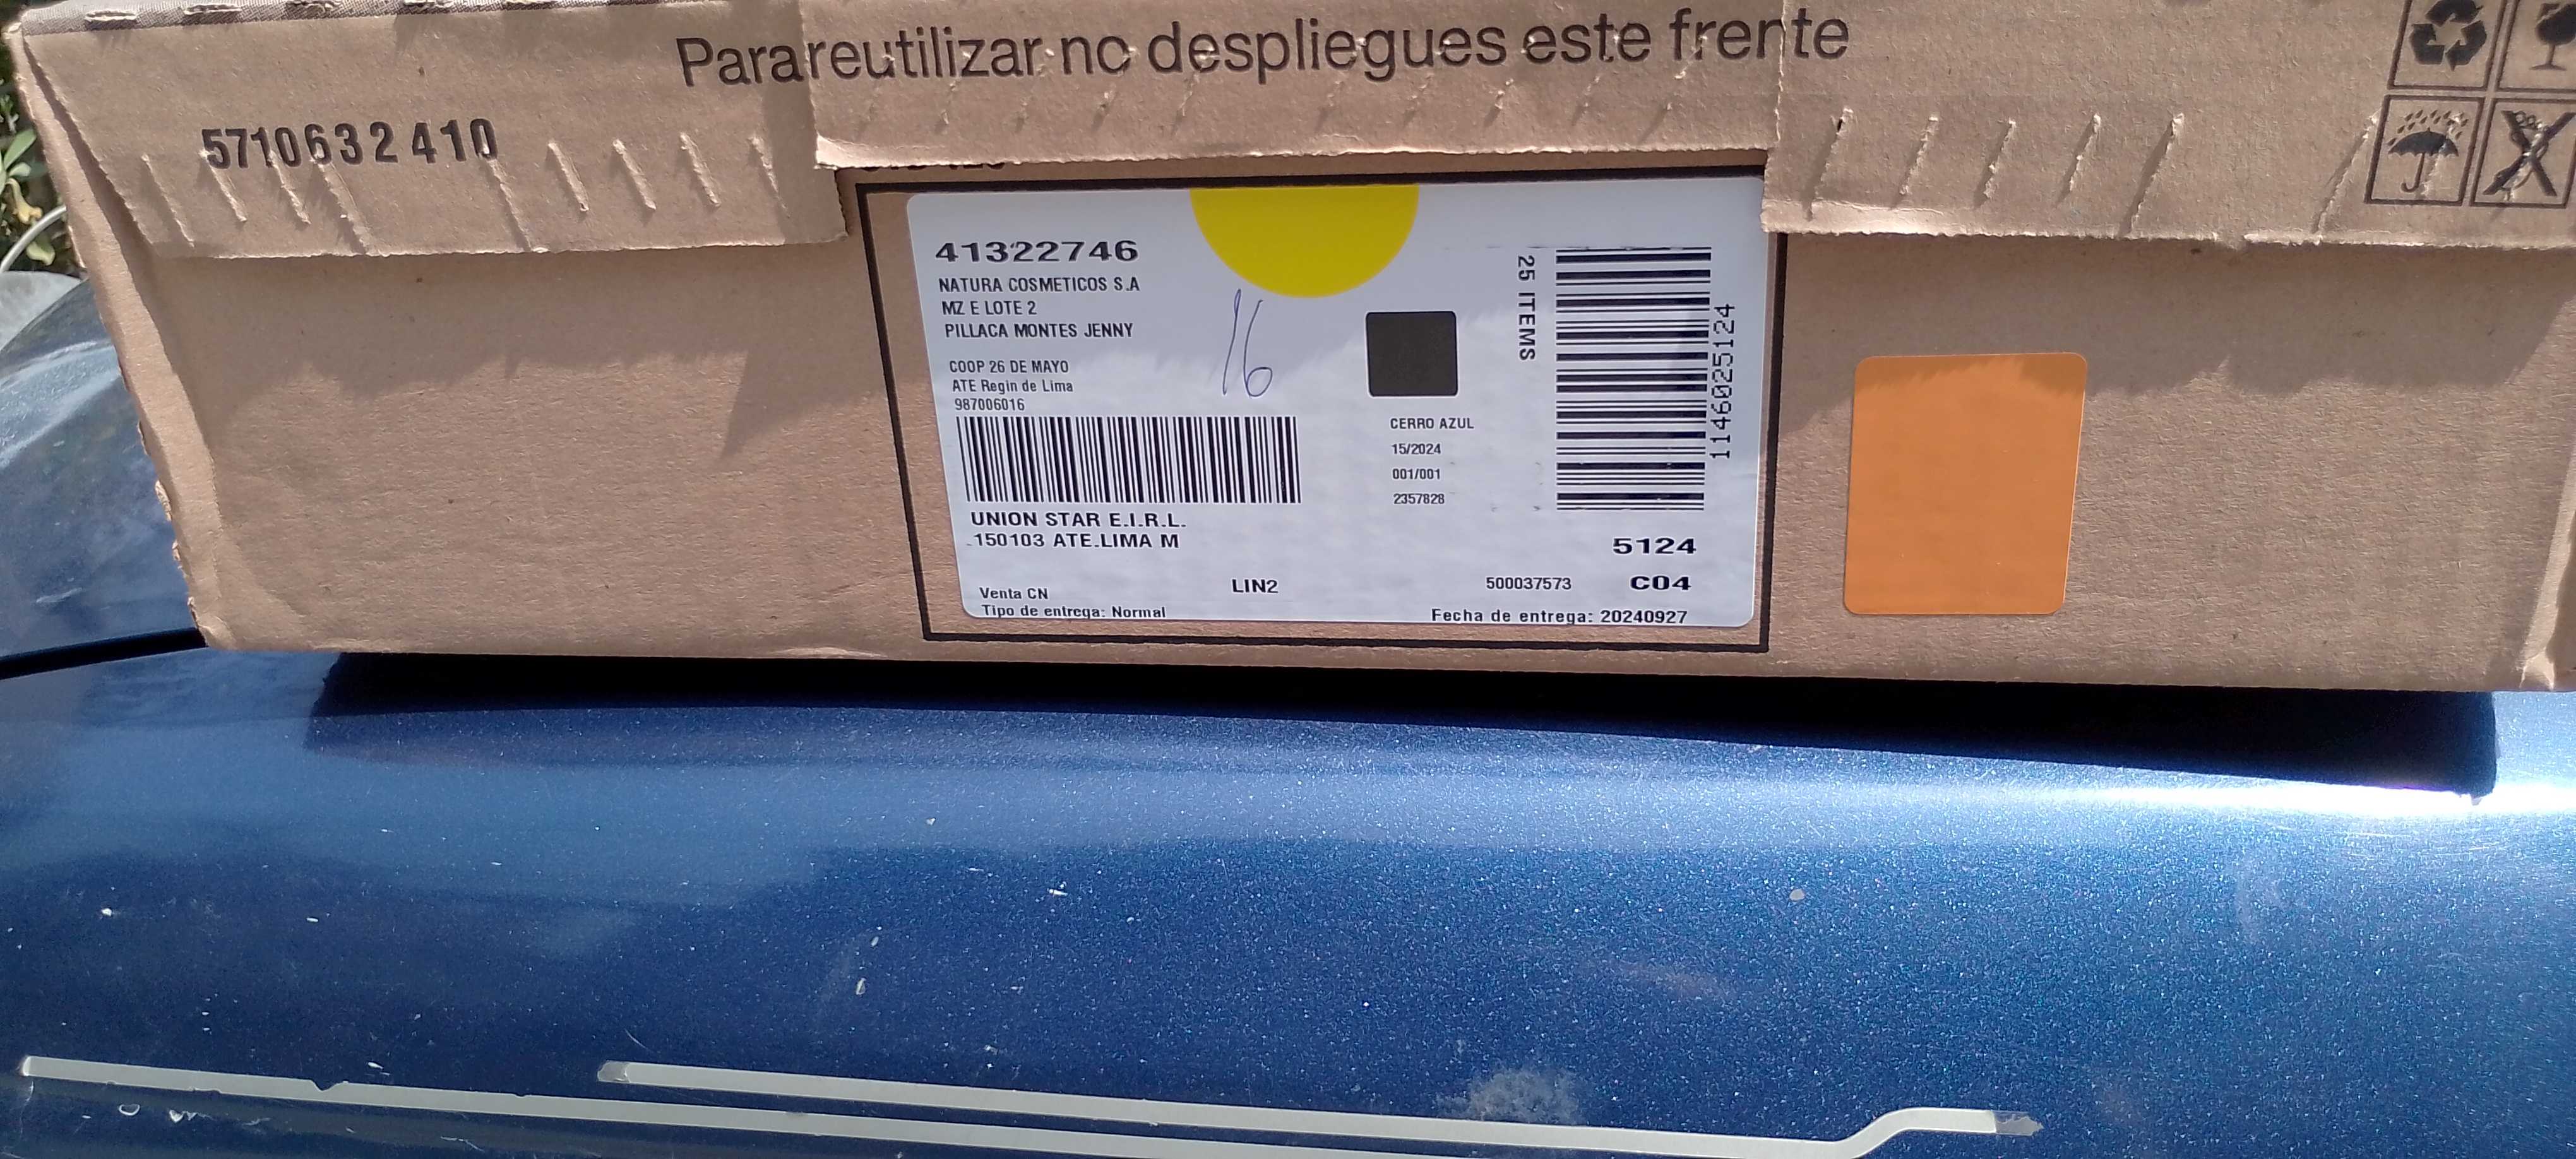 Para reutilizar no despliegues este frente
5710632410
41322746
NATURA COSMETICOS S.A
MZ E LOTE 2
PILLACA MONTES JENNY
COOP 26 DE MAYO
ATE Regin de Lima
987006016
UNION STAR E.I.R.L.
150103 ATE.LIMA M
Venta CN
Tipo de entrega: Normal
16
LIN2
CERRO AZUL
15/2024
001/001
2357828
25 ITEMS
1146025124
5124
500037573 C04
Fecha de entrega: 20240927